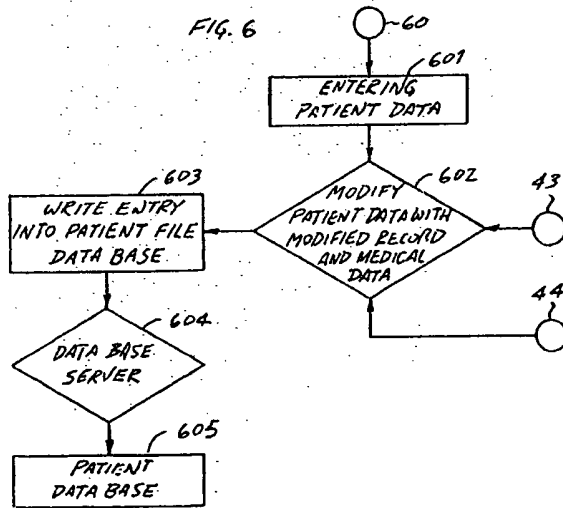 FIG. 6
60
601
ENTERING
PATIENT DATA
602
MODIFY
PATIENT DATA WITH
MODIFIED RECORD
AND MEDICAL
DATA
43
44
603
WRITE ENTRY
INTO PATIENT FILE
DATA BASE
604
DATA BASE
SERVER
605
PATIENT
DATA BASE